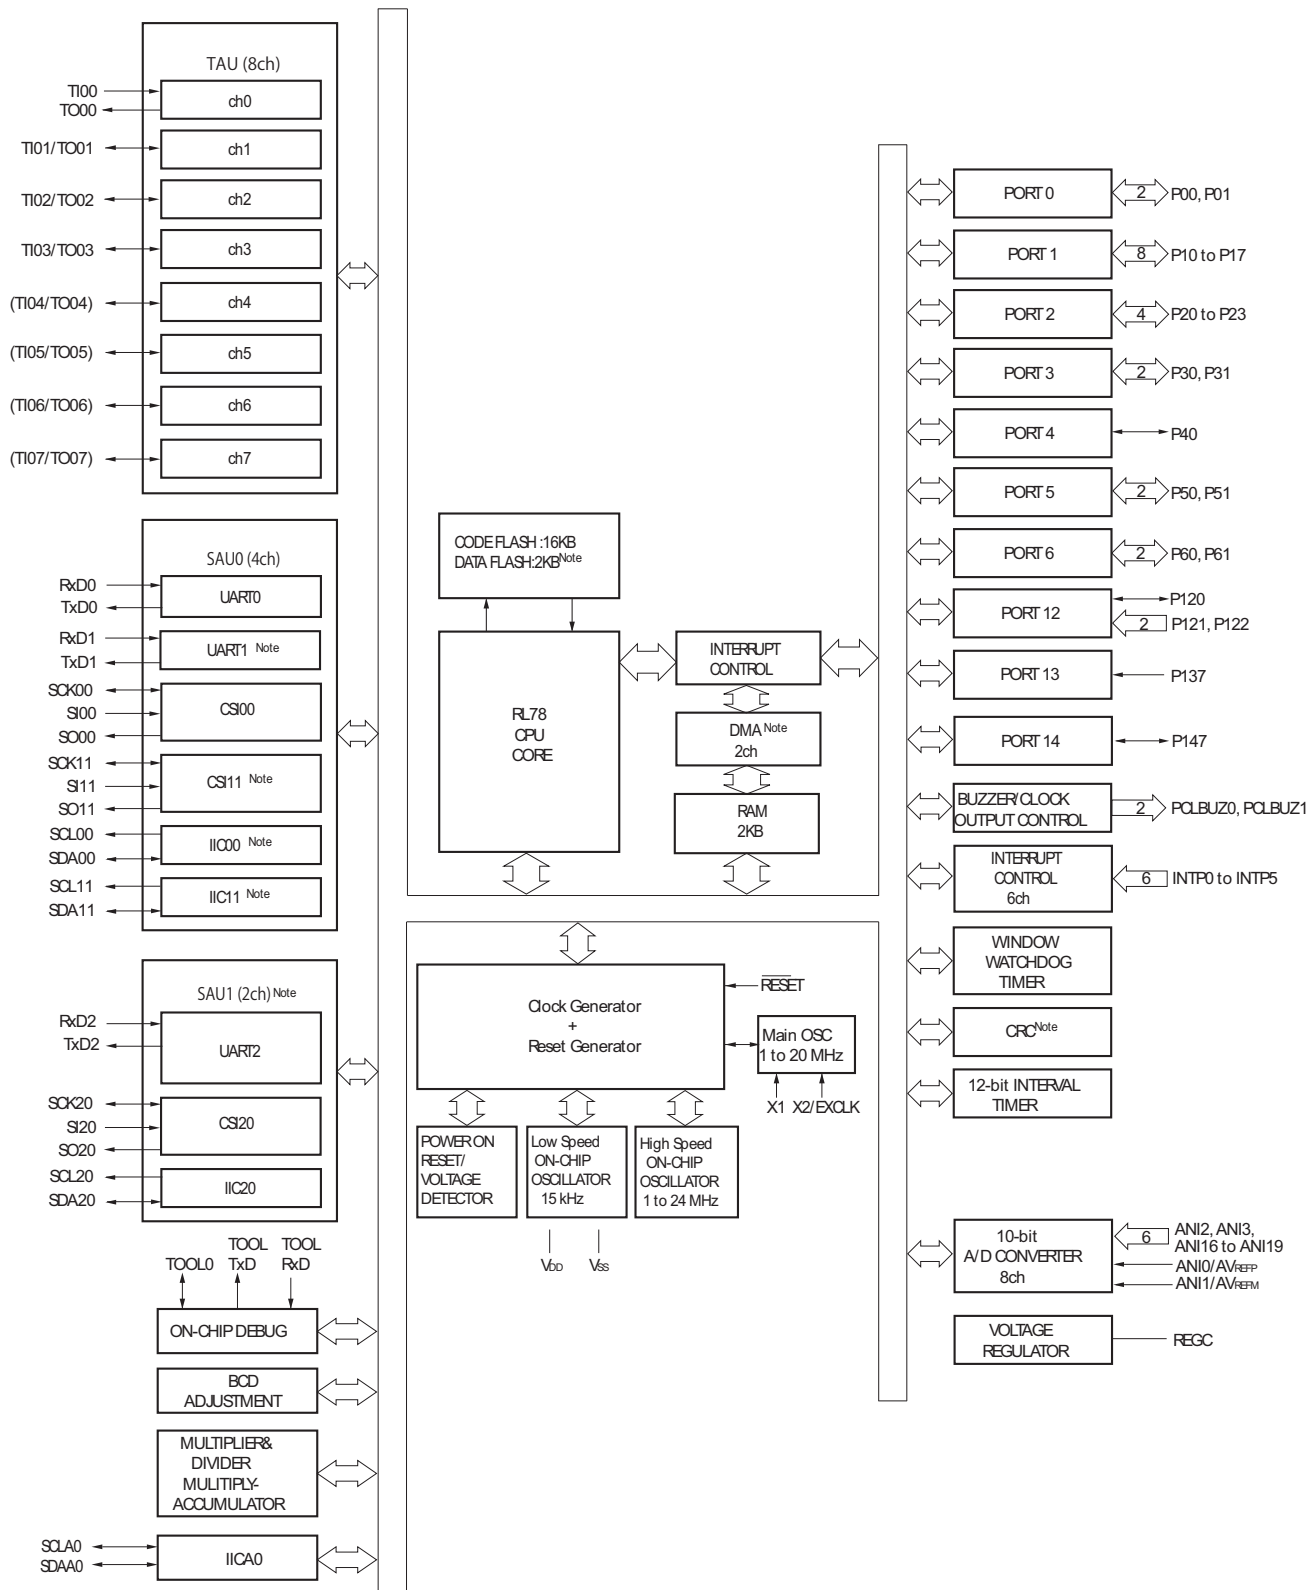 TAU (8ch)
TI00
TO00
ch0
TI01/TO01
ch1
TI02/TO02
ch2
TI03/TO03
ch3
(TI04/TO04)
ch4
(TI05/TO05)
ch5
(TI06/TO06)
ch6
(TI07/TO07)
ch7
SAU0 (4ch)
RxD0
TxD0
UART0
RxD1
TxD1
UART1 Note
SCK00
SI00
SO00
CSI00
SCK11
SI11
SO11
CSI11 Note
SCL00
SDA00
IIC00 Note
SCL11
SDA11
IIC11 Note
SAU1 (2ch) Note
RxD2
TxD2
UART2
SCK20
SI20
SO20
CSI20
SCL20
SDA20
IIC20
TOOL0
TOOL
TxD
TOOL
RxD
ON-CHIP DEBUG
BCD
ADJUSTMENT
MULTIPLIER&
DIVIDER
MULITIPLY-
ACCUMULATOR
SCLA0
SDAA0
IICA0
CODE FLASH :16KB
DATA FLASH:2KB Note
RL78
CPU
CORE
INTERRUPT
CONTROL
DMA Note
2ch
RAM
2KB
Clock Generator
+
Reset Generator
RESET
Main OSC
1 to 20 MHz
X1
X2/EXCLK
POWER ON
RESET/
VOLTAGE
DETECTOR
Low Speed
ON-CHIP
OSCILLATOR
15 kHz
High Speed
ON-CHIP
OSCILLATOR
1 to 24 MHz
VDD
VSS
PORT 0
2
P00, P01
PORT 1
8
P10 to P17
PORT 2
4
P20 to P23
PORT 3
2
P30, P31
PORT 4
P40
PORT 5
2
P50, P51
PORT 6
2
P60, P61
PORT 12
P120
2
P121, P122
PORT 13
P137
PORT 14
P147
BUZZER/CLOCK
OUTPUT CONTROL
2
PCLBUZ0, PCLBUZ1
INTERRUPT
CONTROL
6ch
6
INTP0 to INTP5
WINDOW
WATCHDOG
TIMER
CRC Note
12-bit INTERVAL
TIMER
10-bit
A/D CONVERTER
8ch
6
ANI2, ANI3,
ANI16 to ANI19
ANI0/AVREFP
ANI1/AVREFM
VOLTAGE
REGULATOR
REGC